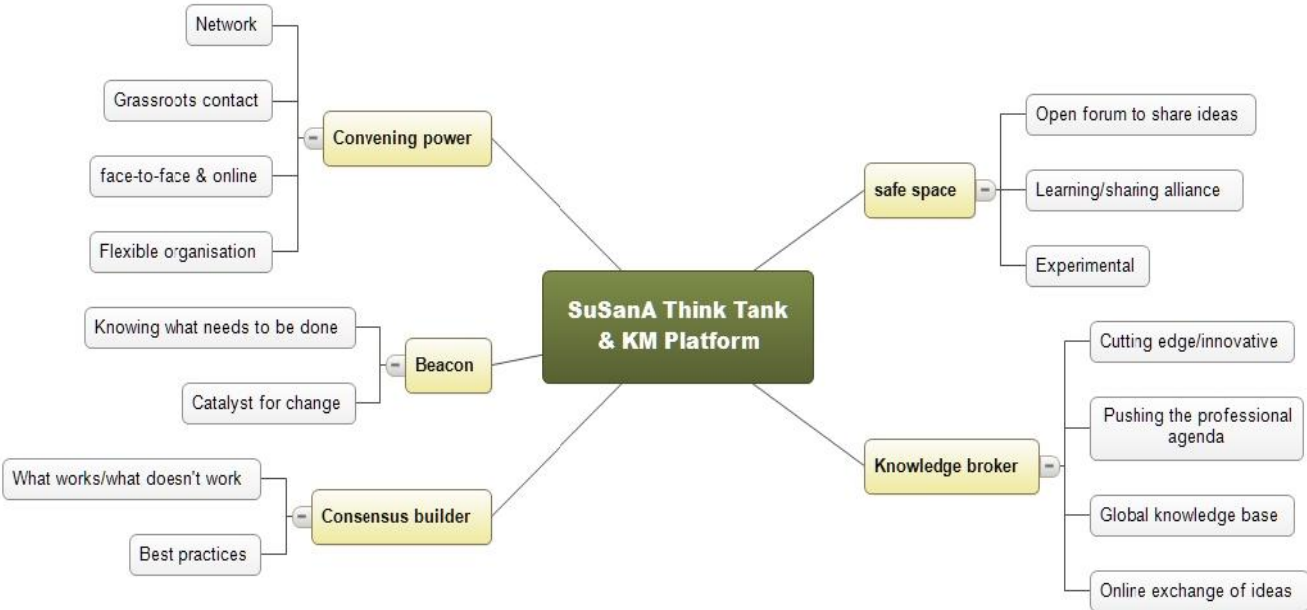 Network
Grassroots contact
face-to-face & online
Flexible organisation
Convening power
Knowing what needs to be done
Catalyst for change
Beacon
What works/what doesn't work
Best practices
Consensus builder
SuSanA Think Tank
& KM Platform
safe space
Open forum to share ideas
Learning/sharing alliance
Experimental
Knowledge broker
Cutting edge/innovative
Pushing the professional
agenda
Global knowledge base
Online exchange of ideas